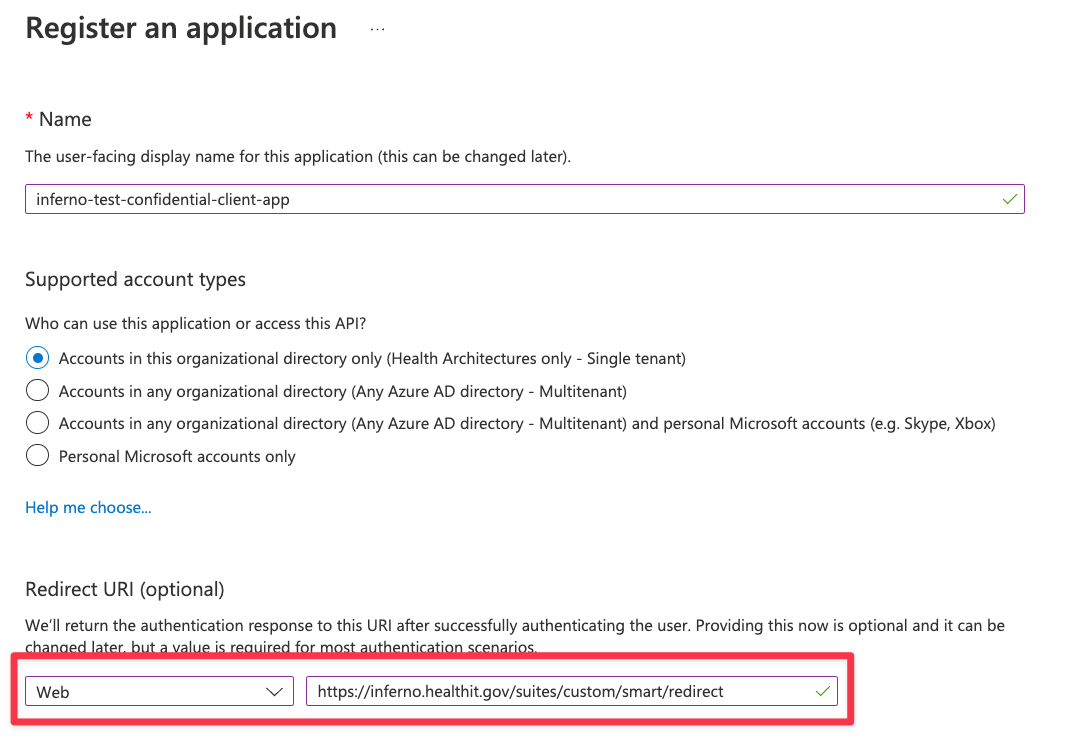 Register an application ...
* Name
The user-facing display name for this application (this can be changed later).
inferno-test-confidential-client-app
Supported account types
Who can use this application or access this API?
Accounts in this organizational directory only (Health Architectures only - Single tenant)
Accounts in any organizational directory (Any Azure AD directory - Multitenant)
Accounts in any organizational directory (Any Azure AD directory - Multitenant) and personal Microsoft accounts (e.g. Skype, Xbox)
Personal Microsoft accounts only
Help me choose...
Redirect URI (optional)
We'll return the authentication response to this URI after successfully authenticating the user. Providing this now is optional and it can be
changed later, but a value is required for most authentication scenarios.
Web https://inferno.healthit.gov/suites/custom/smart/redirect